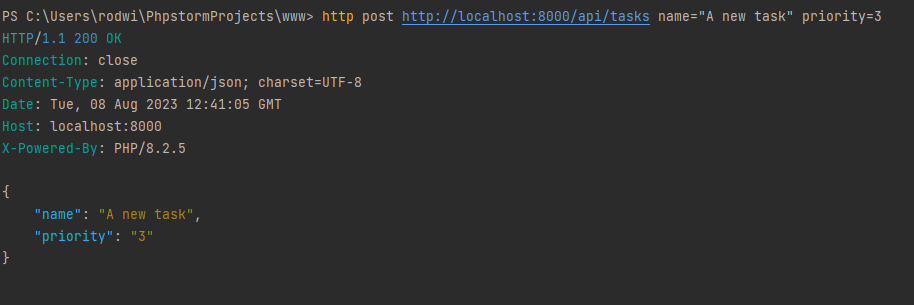 PS C:\Users\rodwi\PhpstormProjects\www> http post http://localhost:8000/api/tasks name="A new task" priority=3
HTTP/1.1 200 OK
Connection: close
Content-Type: application/json; charset=UTF-8
Date: Tue, 08 Aug 2023 12:41:05 GMT
Host: localhost:8000
X-Powered-By: PHP/8.2.5
{
    "name": "A new task",
    "priority": "3"
}